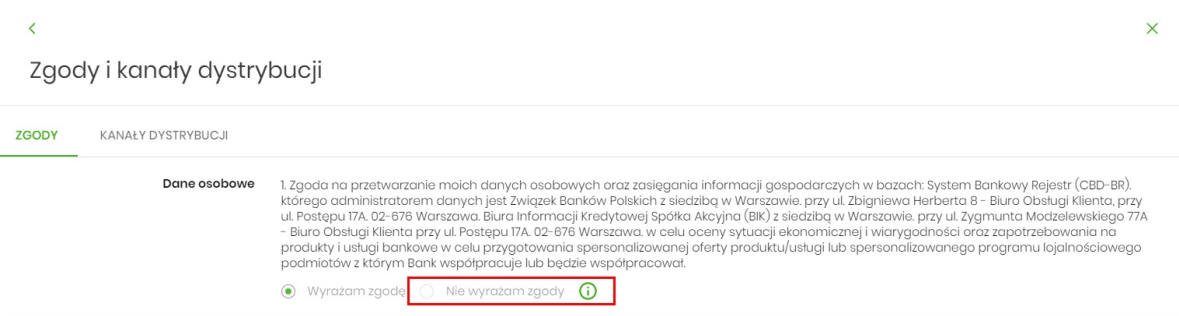 Zgody i kanały dystrybucji
ZGODY
KANAŁY DYSTRYBUCJI
Dane osobowe
1. Zgoda na przetwarzanie moich danych osobowych oraz zasięgania informacji gospodarczych w bazach: System Bankowy Rejestr (CBD-BR).
którego administratorem danych jest Związek Banków Polskich z siedzibą w Warszawie. przy ul. Zbigniewa Herberta 8 - Biuro Obsługi Klienta, przy
ul. Postępu 17A. 02-676 Warszawa. Biura Informacji Kredytowej Spółka Akcyjna (BIK) z siedzibą w Warszawie. przy ul. Zygmunta Modzelewskiego 77A
- Biuro Obsługi Klienta przy ul. Postępu 17A. 02-676 Warszawa. w celu oceny sytuacji ekonomicznej i wiarygodności oraz zapotrzebowania na
produkty i usługi bankowe w celu przygotowania spersonalizowanej oferty produktu/usługi lub spersonalizowanego programu lojalnościowego
podmiotów z którym Bank współpracuje lub będzie współpracował.
Wyrażam zgodę Nie wyrażam zgody